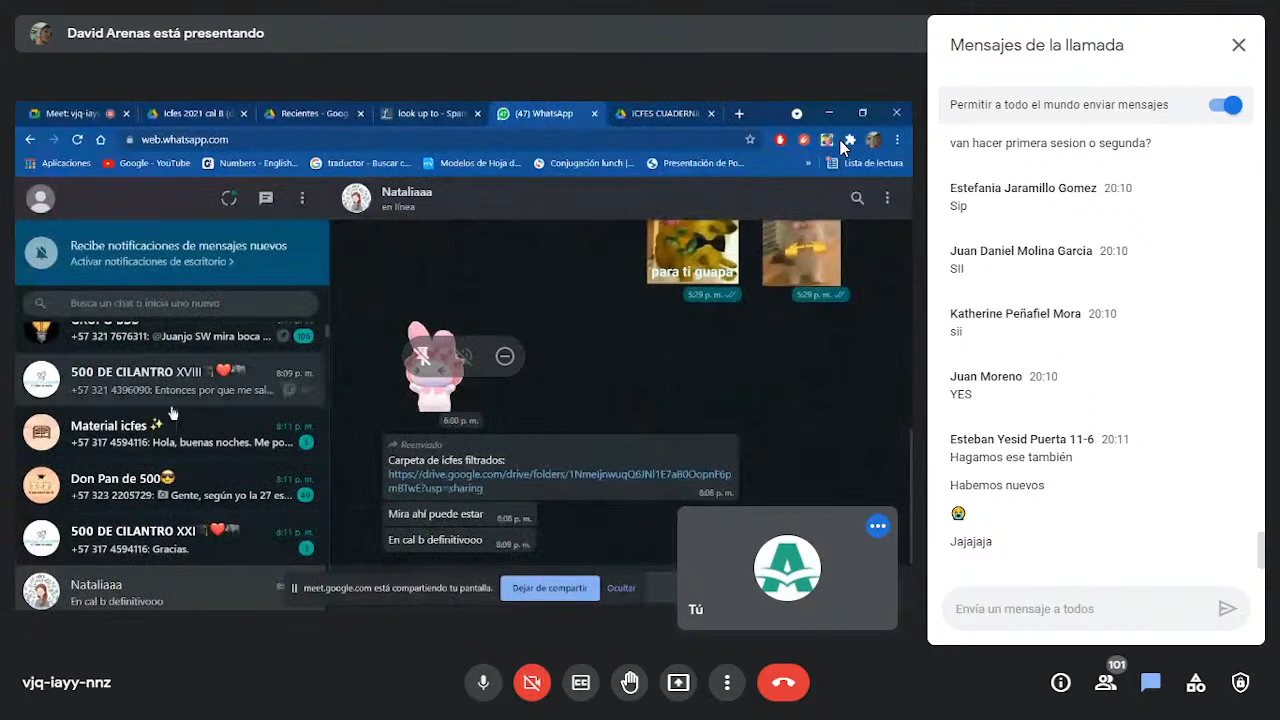 David Arenas está presentando
Meet: vjq-iay
Icfes 2021 cal B (
Recientes - Goog
look up to - Span
(47) WhatsApp
ICFES CUADERNI
web.whatsapp.com
Aplicaciones
Google - YouTube
Numbers - English...
traductor - Buscar c...
Modelos de Hoja d...
Conjugación lunch |...
Presentación de Po...
»
Lista de lectura
Nataliaaa
en línea
Recibe notificaciones de mensajes nuevos
Activar notificaciones de escritorio >
Busca un chat o inicia uno nuevo
+57 321 7676311: @Juanjo SW mira boca ...
106
500 DE CILANTRO XVIII
8:09 p. m.
+57 321 4396090: Entonces por que me sal...
Material icfes ✨
8:11 p. m.
+57 317 4594116: Hola, buenas noches. Me po...
Don Pan de 500😎
8:11 p. m.
+57 323 2205729: Gente, según yo la 27 es...
49
500 DE CILANTRO XXI
8:11 p. m.
+57 317 4594116: Gracias.
Nataliaaa
En cal b definitivooo
para ti guapa
5:29 p. m.
5:29 p. m.
6:00 p. m.
Reenviado
Carpeta de icfes filtrados:
8:08 p. m.
Mira ahí puede estar
8:08 p. m.
En cal b definitivooo
8:09 p. m.
meet.google.com está compartiendo tu pantalla.
Dejar de compartir
Ocultar
Tú
Mensajes de la llamada
Permitir a todo el mundo enviar mensajes
van hacer primera sesion o segunda?
Estefania Jaramillo Gomez 20:10
Sip
Juan Daniel Molina Garcia 20:10
SII
Katherine Peñafiel Mora 20:10
sii
Juan Moreno 20:10
YES
Esteban Yesid Puerta 11-6 20:11
Hagamos ese también
Habemos nuevos
😭
Jajajaja
Envía un mensaje a todos
vjq-iayy-nnz
101